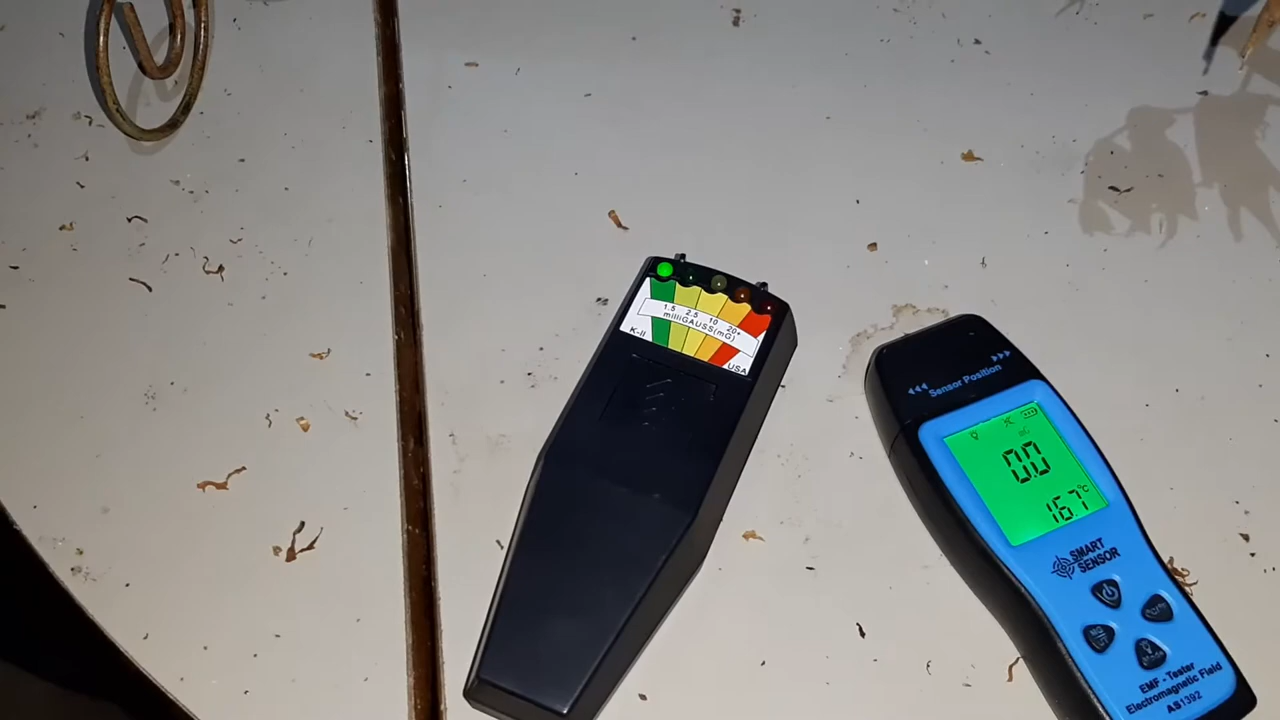 1.5 2.5 10 20+
milliGAUSS(mG)
K-II
USA
Sensor Position
0.0
16.7°C
SMART
SENSOR
EMF - Tester
Electromagnetic Field
AS1392